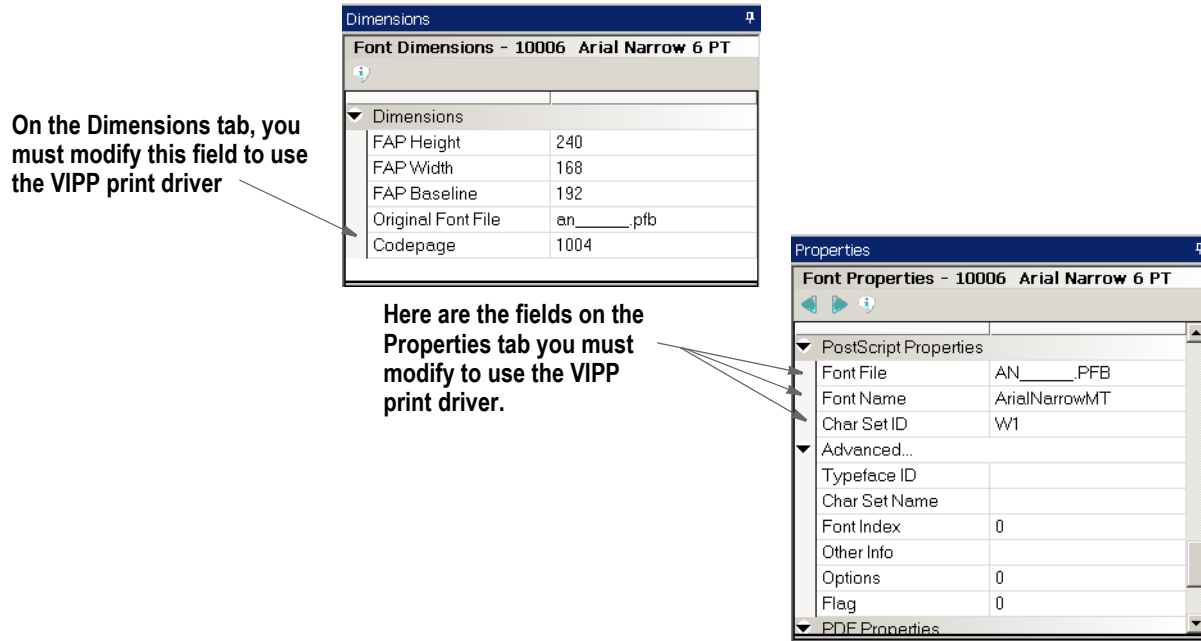 Dimensions
Font Dimensions - 10006 Arial Narrow 6 PT
Dimensions
FAP Height 240
FAP Width 168
FAP Baseline 192
Original Font File an______.pfb
Codepage 1004
On the Dimensions tab, you
must modify this field to use
the VIPP print driver
Here are the fields on the
Properties tab you must
modify to use the VIPP
print driver.
Properties
Font Properties - 10006 Arial Narrow 6 PT
PostScript Properties
Font File AN______.PFB
Font Name ArialNarrowMT
Char Set ID W1
Advanced...
Typeface ID
Char Set Name
Font Index 0
Other Info
Options 0
Flag 0
PDF Properties